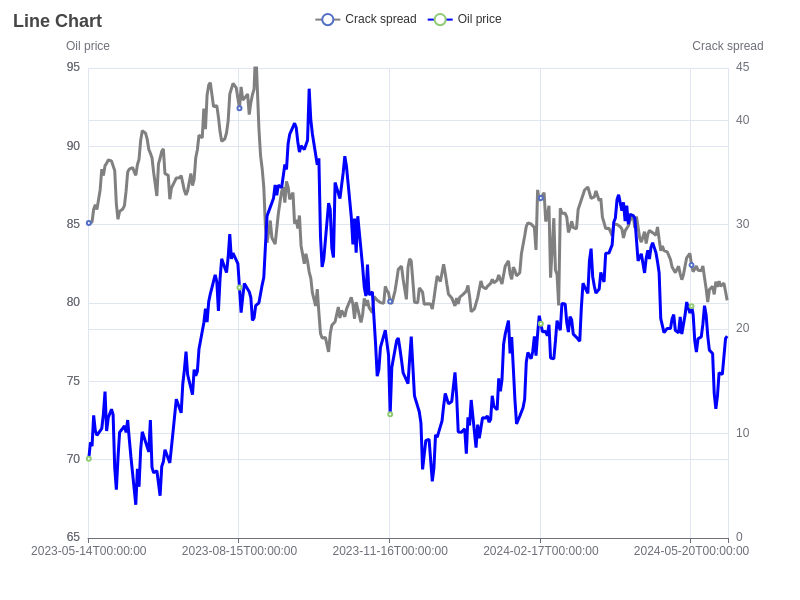 Line Chart
Crack spread
Oil price
Oil price
Crack spread
95
90
85
80
75
70
65
45
40
30
20
10
0
2023-05-14T00:00:00
2023-08-15T00:00:00
2023-11-16T00:00:00
2024-02-17T00:00:00
2024-05-20T00:00:00